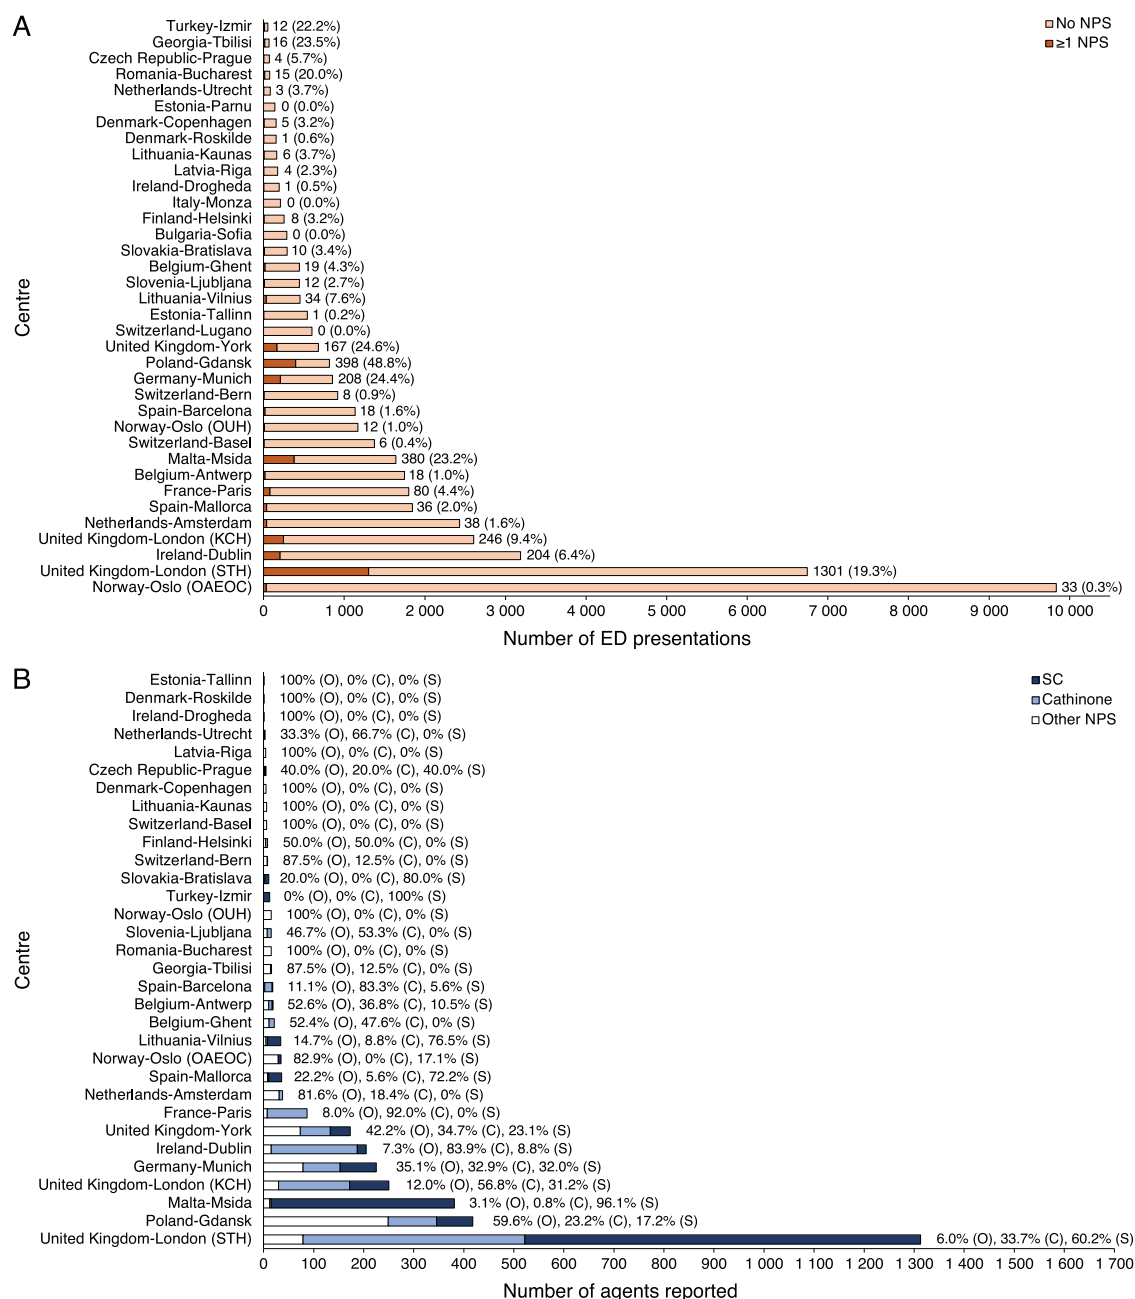 A
No NPS
≥1 NPS
Centre
Turkey-Izmir 12 (22.2%)
Georgia-Tbilisi 16 (23.5%)
Czech Republic-Prague 4 (5.7%)
Romania-Bucharest 15 (20.0%)
Netherlands-Utrecht 3 (3.7%)
Estonia-Parnu 0 (0.0%)
Denmark-Copenhagen 5 (3.2%)
Denmark-Roskilde 1 (0.6%)
Lithuania-Kaunas 6 (3.7%)
Latvia-Riga 4 (2.3%)
Ireland-Drogheda 1 (0.5%)
Italy-Monza 0 (0.0%)
Finland-Helsinki 8 (3.2%)
Bulgaria-Sofia 0 (0.0%)
Slovakia-Bratislava 10 (3.4%)
Belgium-Ghent 19 (4.3%)
Slovenia-Ljubljana 12 (2.7%)
Lithuania-Vilnius 34 (7.6%)
Estonia-Tallinn 1 (0.2%)
Switzerland-Lugano 0 (0.0%)
United Kingdom-York 167 (24.6%)
Poland-Gdansk 398 (48.8%)
Germany-Munich 208 (24.4%)
Switzerland-Bern 8 (0.9%)
Spain-Barcelona 18 (1.6%)
Norway-Oslo (OUH) 12 (1.0%)
Switzerland-Basel 6 (0.4%)
Malta-Msida 380 (23.2%)
Belgium-Antwerp 18 (1.0%)
France-Paris 80 (4.4%)
Spain-Mallorca 36 (2.0%)
Netherlands-Amsterdam 38 (1.6%)
United Kingdom-London (KCH) 246 (9.4%)
Ireland-Dublin 204 (6.4%)
United Kingdom-London (STH) 1301 (19.3%)
Norway-Oslo (OAEOC) 33 (0.3%)
0 1 000 2 000 3 000 4 000 5 000 6 000 7 000 8 000 9 000 10 000
Number of ED presentations
B
SC
Cathinone
Other NPS
Centre
Estonia-Tallinn 100% (O), 0% (C), 0% (S)
Denmark-Roskilde 100% (O), 0% (C), 0% (S)
Ireland-Drogheda 100% (O), 0% (C), 0% (S)
Netherlands-Utrecht 33.3% (O), 66.7% (C), 0% (S)
Latvia-Riga 100% (O), 0% (C), 0% (S)
Czech Republic-Prague 40.0% (O), 20.0% (C), 40.0% (S)
Denmark-Copenhagen 100% (O), 0% (C), 0% (S)
Lithuania-Kaunas 100% (O), 0% (C), 0% (S)
Switzerland-Basel 100% (O), 0% (C), 0% (S)
Finland-Helsinki 50.0% (O), 50.0% (C), 0% (S)
Switzerland-Bern 87.5% (O), 12.5% (C), 0% (S)
Slovakia-Bratislava 20.0% (O), 0% (C), 80.0% (S)
Turkey-Izmir 0% (O), 0% (C), 100% (S)
Norway-Oslo (OUH) 100% (O), 0% (C), 0% (S)
Slovenia-Ljubljana 46.7% (O), 53.3% (C), 0% (S)
Romania-Bucharest 100% (O), 0% (C), 0% (S)
Georgia-Tbilisi 87.5% (O), 12.5% (C), 0% (S)
Spain-Barcelona 11.1% (O), 83.3% (C), 5.6% (S)
Belgium-Antwerp 52.6% (O), 36.8% (C), 10.5% (S)
Belgium-Ghent 52.4% (O), 47.6% (C), 0% (S)
Lithuania-Vilnius 14.7% (O), 8.8% (C), 76.5% (S)
Norway-Oslo (OAEOC) 82.9% (O), 0% (C), 17.1% (S)
Spain-Mallorca 22.2% (O), 5.6% (C), 72.2% (S)
Netherlands-Amsterdam 81.6% (O), 18.4% (C), 0% (S)
France-Paris 8.0% (O), 92.0% (C), 0% (S)
United Kingdom-York 42.2% (O), 34.7% (C), 23.1% (S)
Ireland-Dublin 7.3% (O), 83.9% (C), 8.8% (S)
Germany-Munich 35.1% (O), 32.9% (C), 32.0% (S)
United Kingdom-London (KCH) 12.0% (O), 56.8% (C), 31.2% (S)
Malta-Msida 3.1% (O), 0.8% (C), 96.1% (S)
Poland-Gdansk 59.6% (O), 23.2% (C), 17.2% (S)
United Kingdom-London (STH) 6.0% (O), 33.7% (C), 60.2% (S)
0 100 200 300 400 500 600 700 800 900 1 000 1 100 1 200 1 300 1 400 1 500 1 600 1 700
Number of agents reported